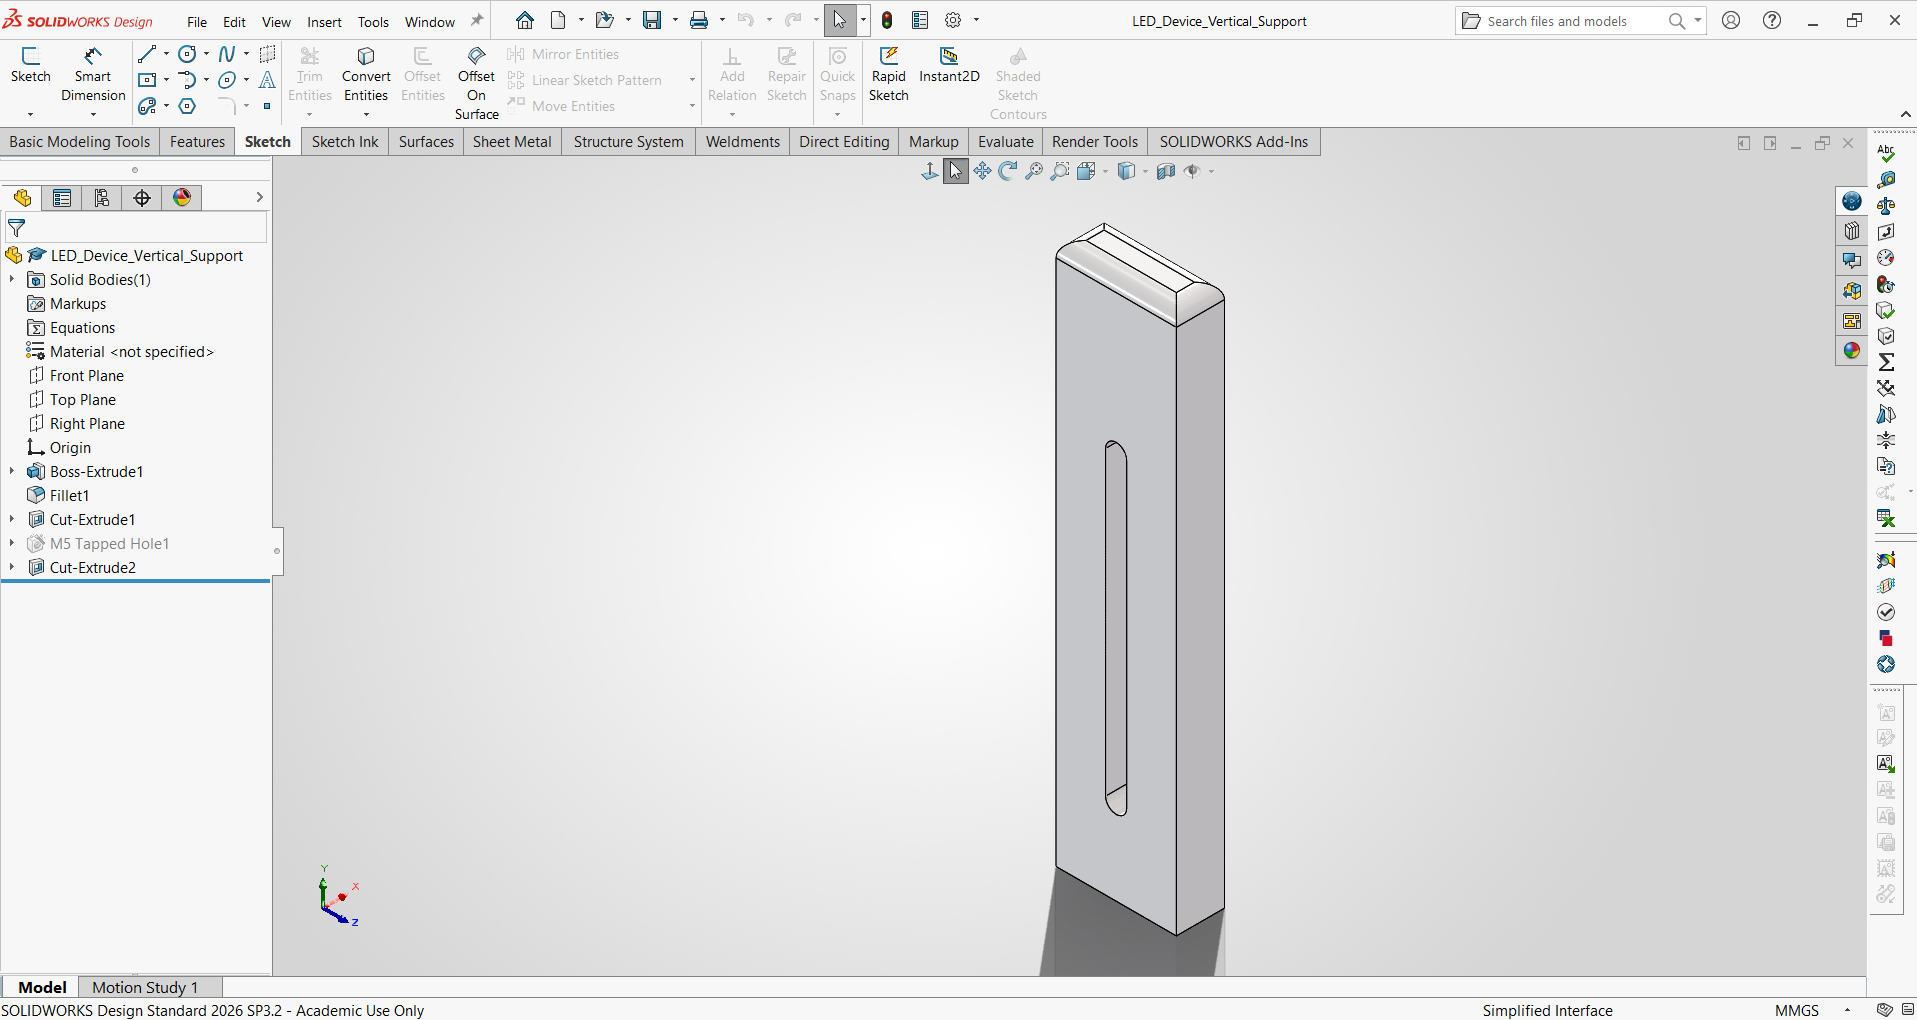 SOLIDWORKS Design
File Edit View Insert Tools Window
LED_Device_Vertical_Support
Search files and models
Sketch
Smart Dimension
Trim Entities
Convert Entities
Offset Entities
Offset On Surface
Mirror Entities
Linear Sketch Pattern
Move Entities
Add Relation
Repair Sketch
Quick Snaps
Rapid Sketch
Instant2D
Shaded Sketch Contours
Basic Modeling Tools Features Sketch Sketch Ink Surfaces Sheet Metal Structure System Weldments Direct Editing Markup Evaluate Render Tools SOLIDWORKS Add-Ins
LED_Device_Vertical_Support
Solid Bodies(1)
Markups
Equations
Material <not specified>
Front Plane
Top Plane
Right Plane
Origin
Boss-Extrude1
Fillet1
Cut-Extrude1
M5 Tapped Hole1
Cut-Extrude2
Abc
Y
X
Z
Model Motion Study 1
SOLIDWORKS Design Standard 2026 SP3.2 - Academic Use Only
Simplified Interface
MMGS